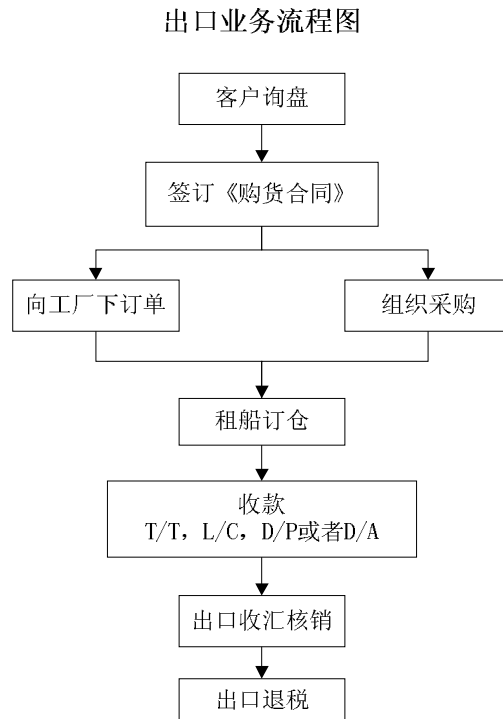 出口业务流程图
客户询盘
签订《购货合同》
向工厂下订单
组织采购
租船订仓
收款
T/T，L/C，D/P或者D/A
出口收汇核销
出口退税